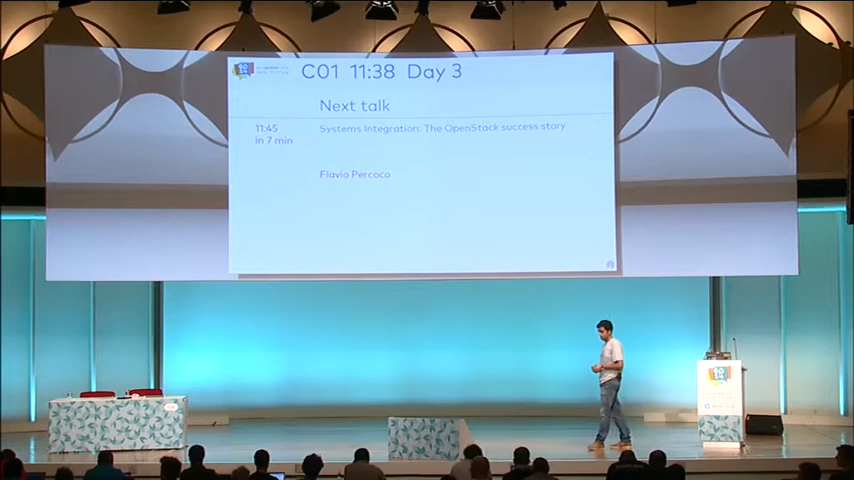 C01 11:38 Day 3
Next talk
11:45
in 7 min
Systems Integration: The OpenStack success story
Flavio Percoco